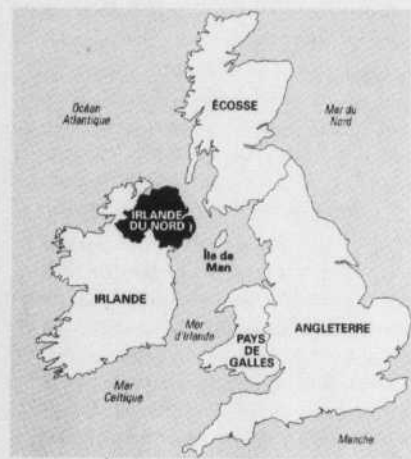 Océan
Atlantique
ÉCOSSE
Mer du
Nord
IRLANDE
DU NORD
Île de
Man
IRLANDE
Mer
d'Irlande
PAYS
DE
GALLES
ANGLETERRE
Mer
Celtique
Manche